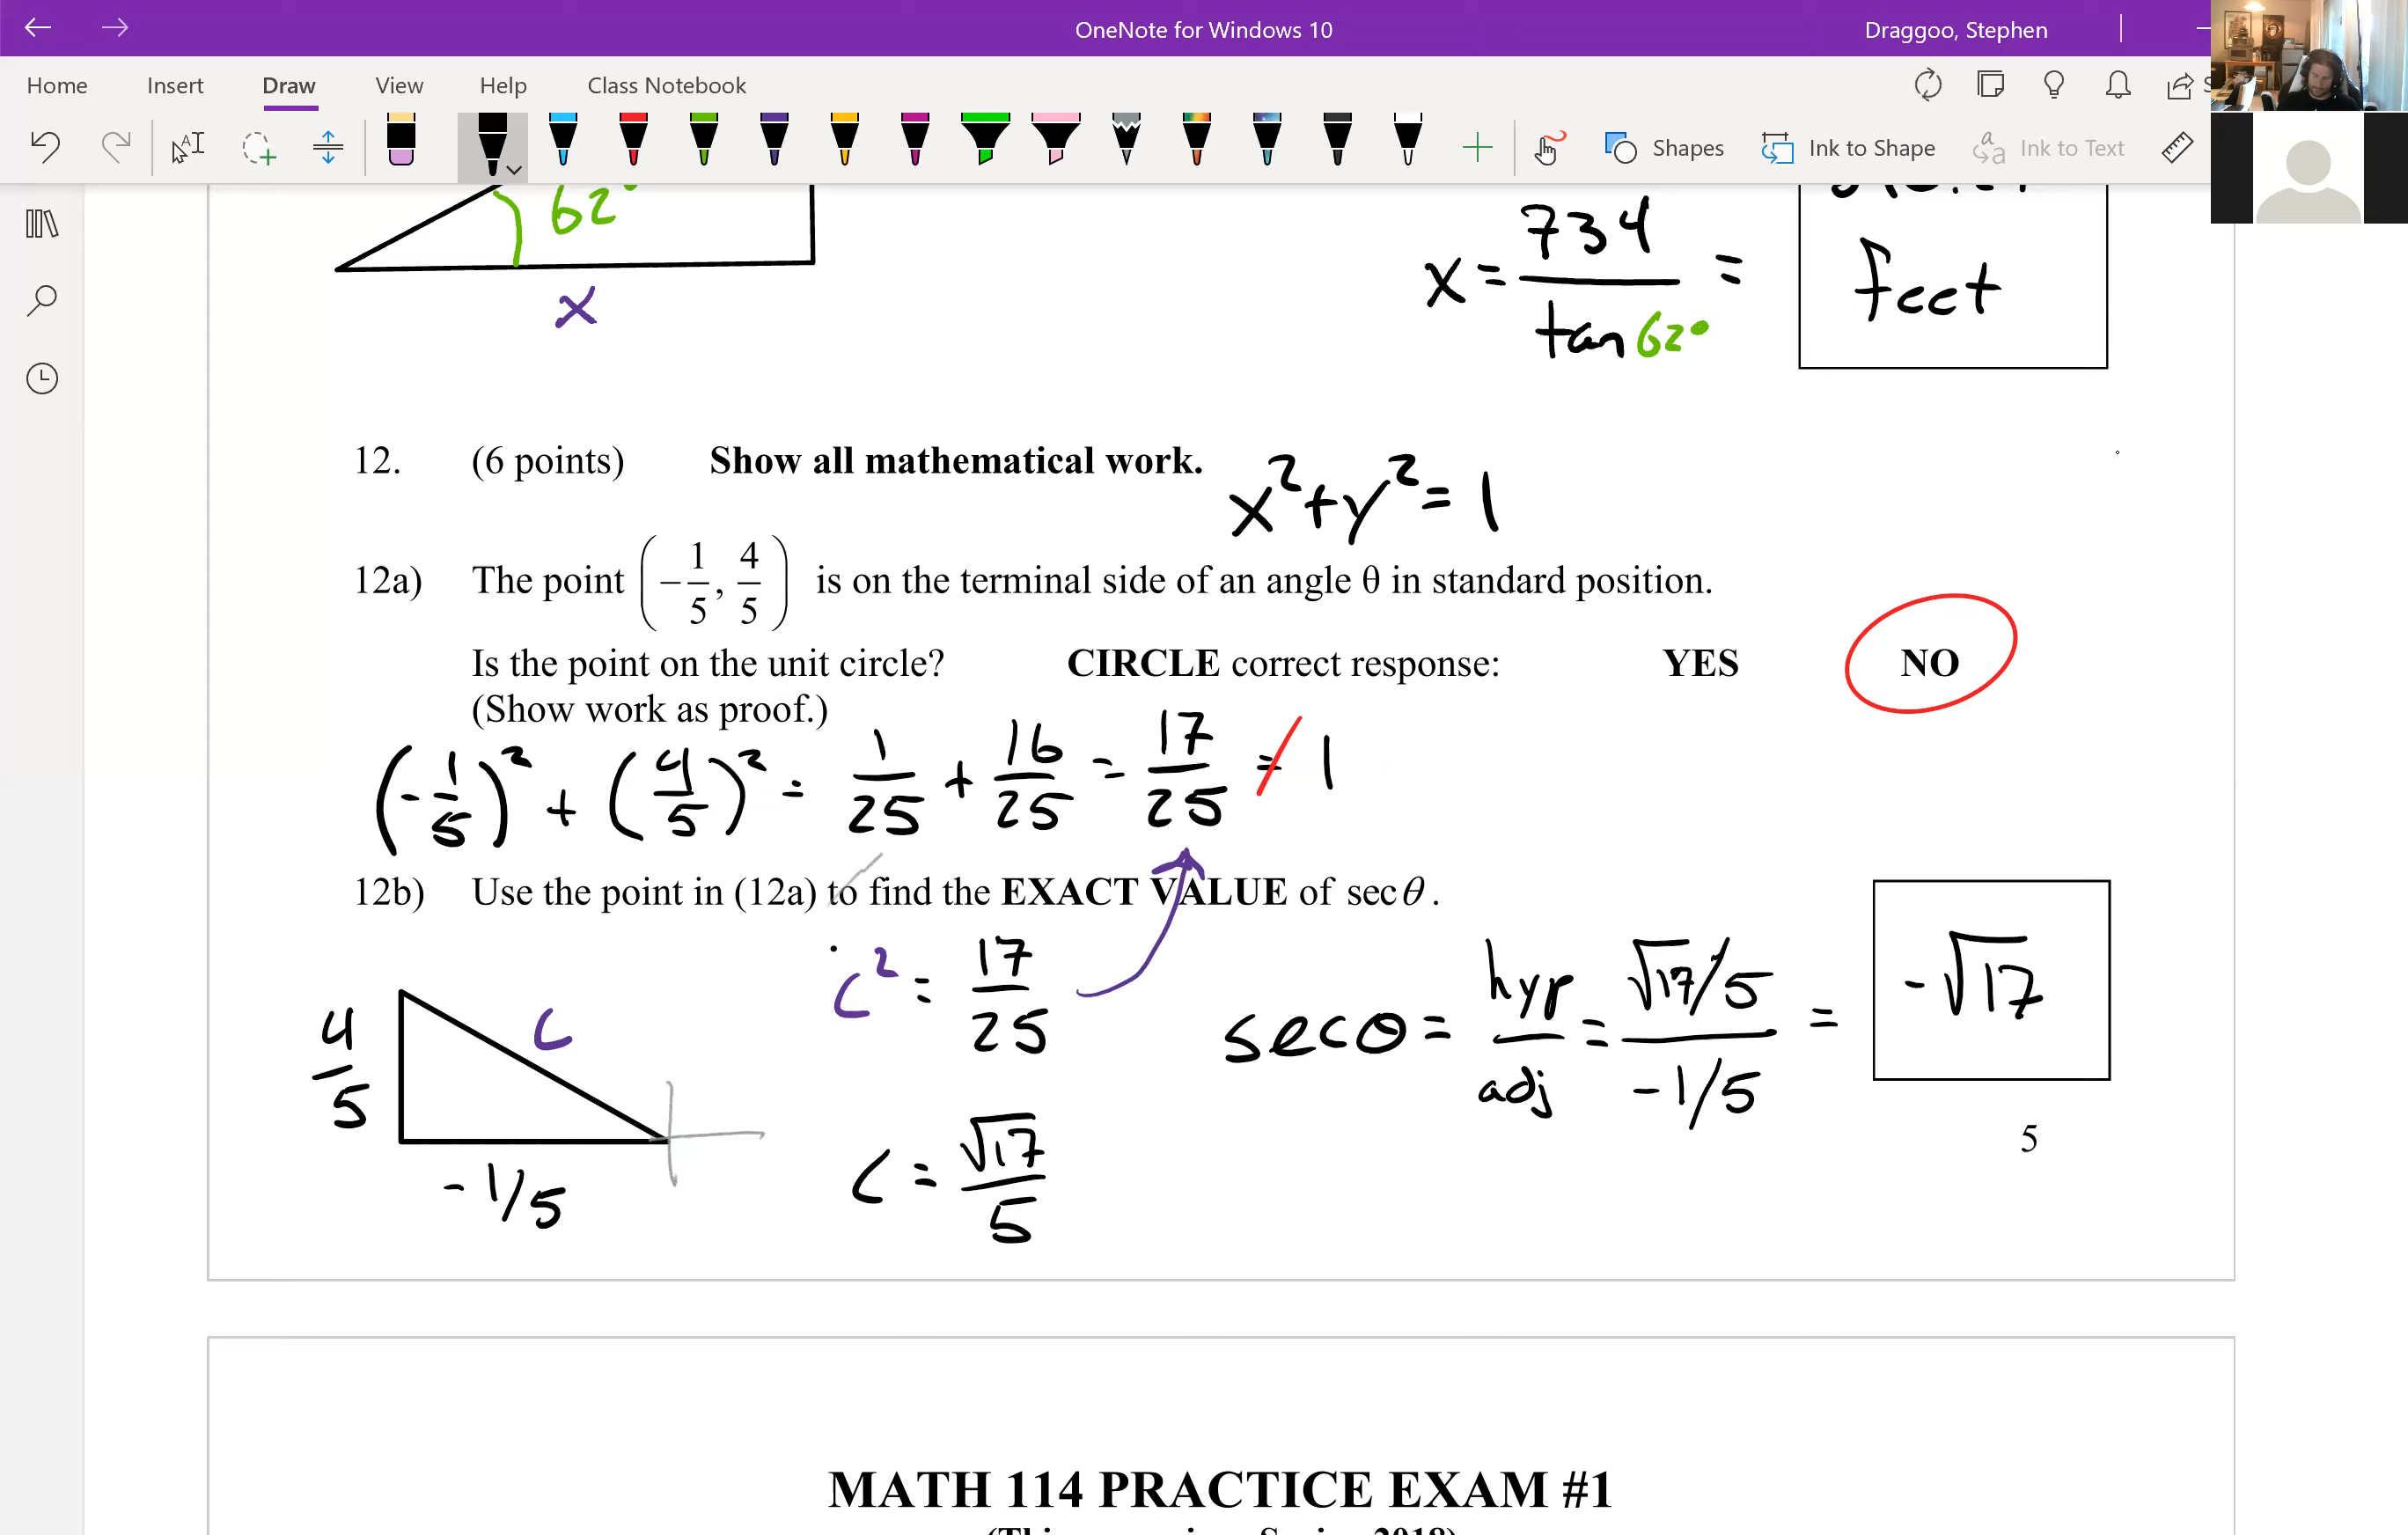 OneNote for Windows 10
Draggoo, Stephen
Home Insert Draw View Help Class Notebook
Shapes Ink to Shape Ink to Text
62°
x
x = 734 / tan 62° =
feet
12. (6 points) Show all mathematical work.
x² + y² = 1
12a) The point (-1/5, 4/5) is on the terminal side of an angle θ in standard position.
Is the point on the unit circle? CIRCLE correct response: YES NO
(Show work as proof.)
(-1/5)² + (4/5)² = 1/25 + 16/25 = 17/25 ≠ 1
12b) Use the point in (12a) to find the EXACT VALUE of sec θ.
4/5
c
-1/5
c² = 17/25
c = √17/5
sec θ = hyp/adj = (√17/5)/(-1/5) = -√17
5
MATH 114 PRACTICE EXAM #1